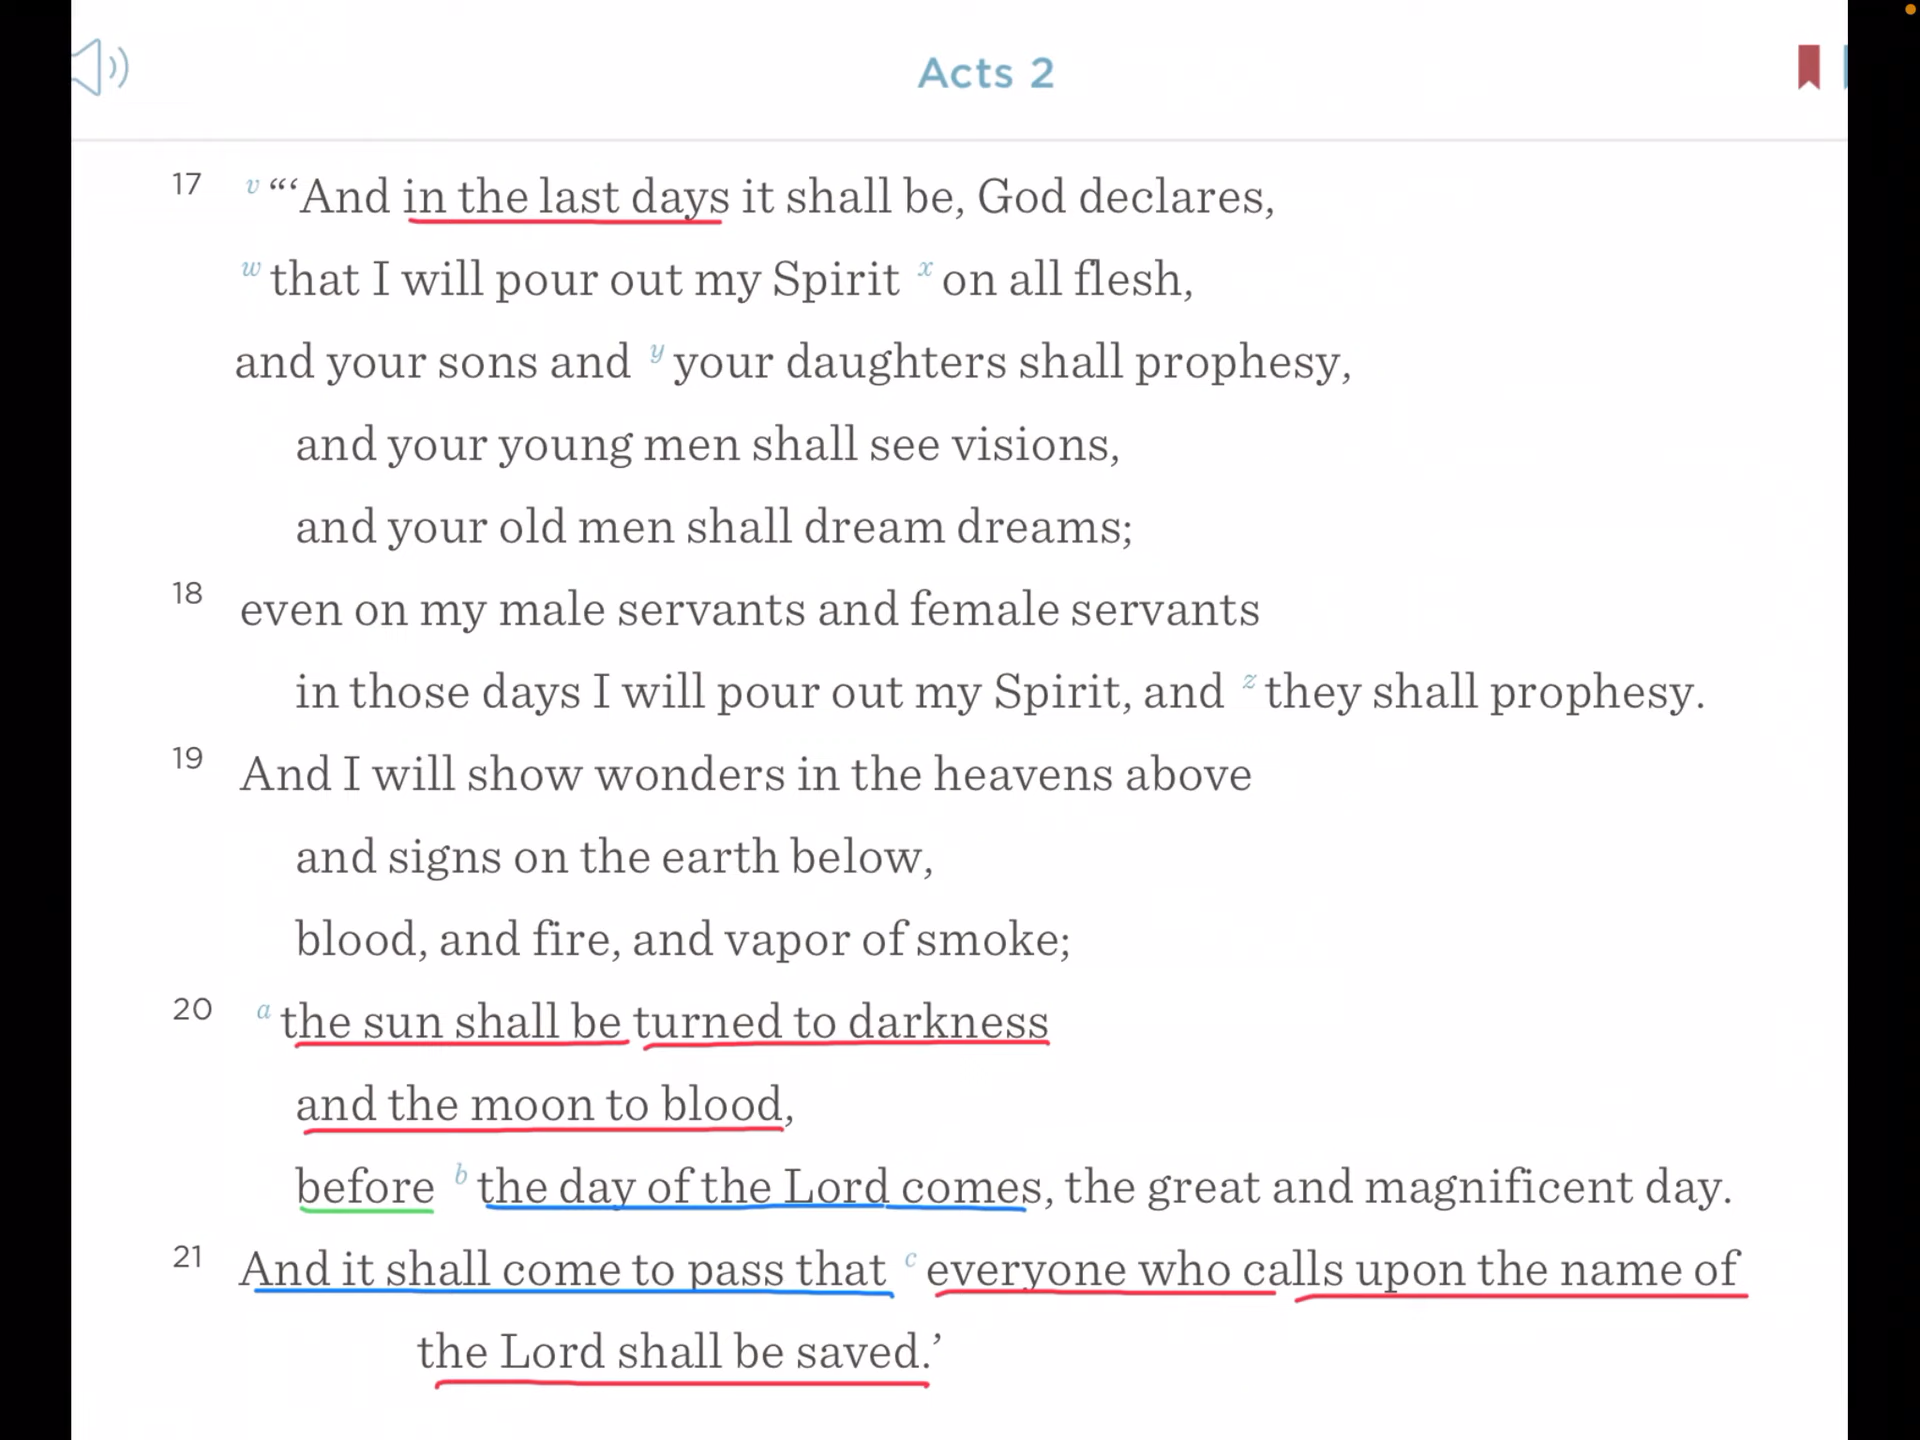 Acts 2
17 v “‘And in the last days it shall be, God declares,
w that I will pour out my Spirit x on all flesh,
and your sons and y your daughters shall prophesy,
and your young men shall see visions,
and your old men shall dream dreams;
18 even on my male servants and female servants
in those days I will pour out my Spirit, and z they shall prophesy.
19 And I will show wonders in the heavens above
and signs on the earth below,
blood, and fire, and vapor of smoke;
20 a the sun shall be turned to darkness
and the moon to blood,
before b the day of the Lord comes, the great and magnificent day.
21 And it shall come to pass that c everyone who calls upon the name of
the Lord shall be saved.’